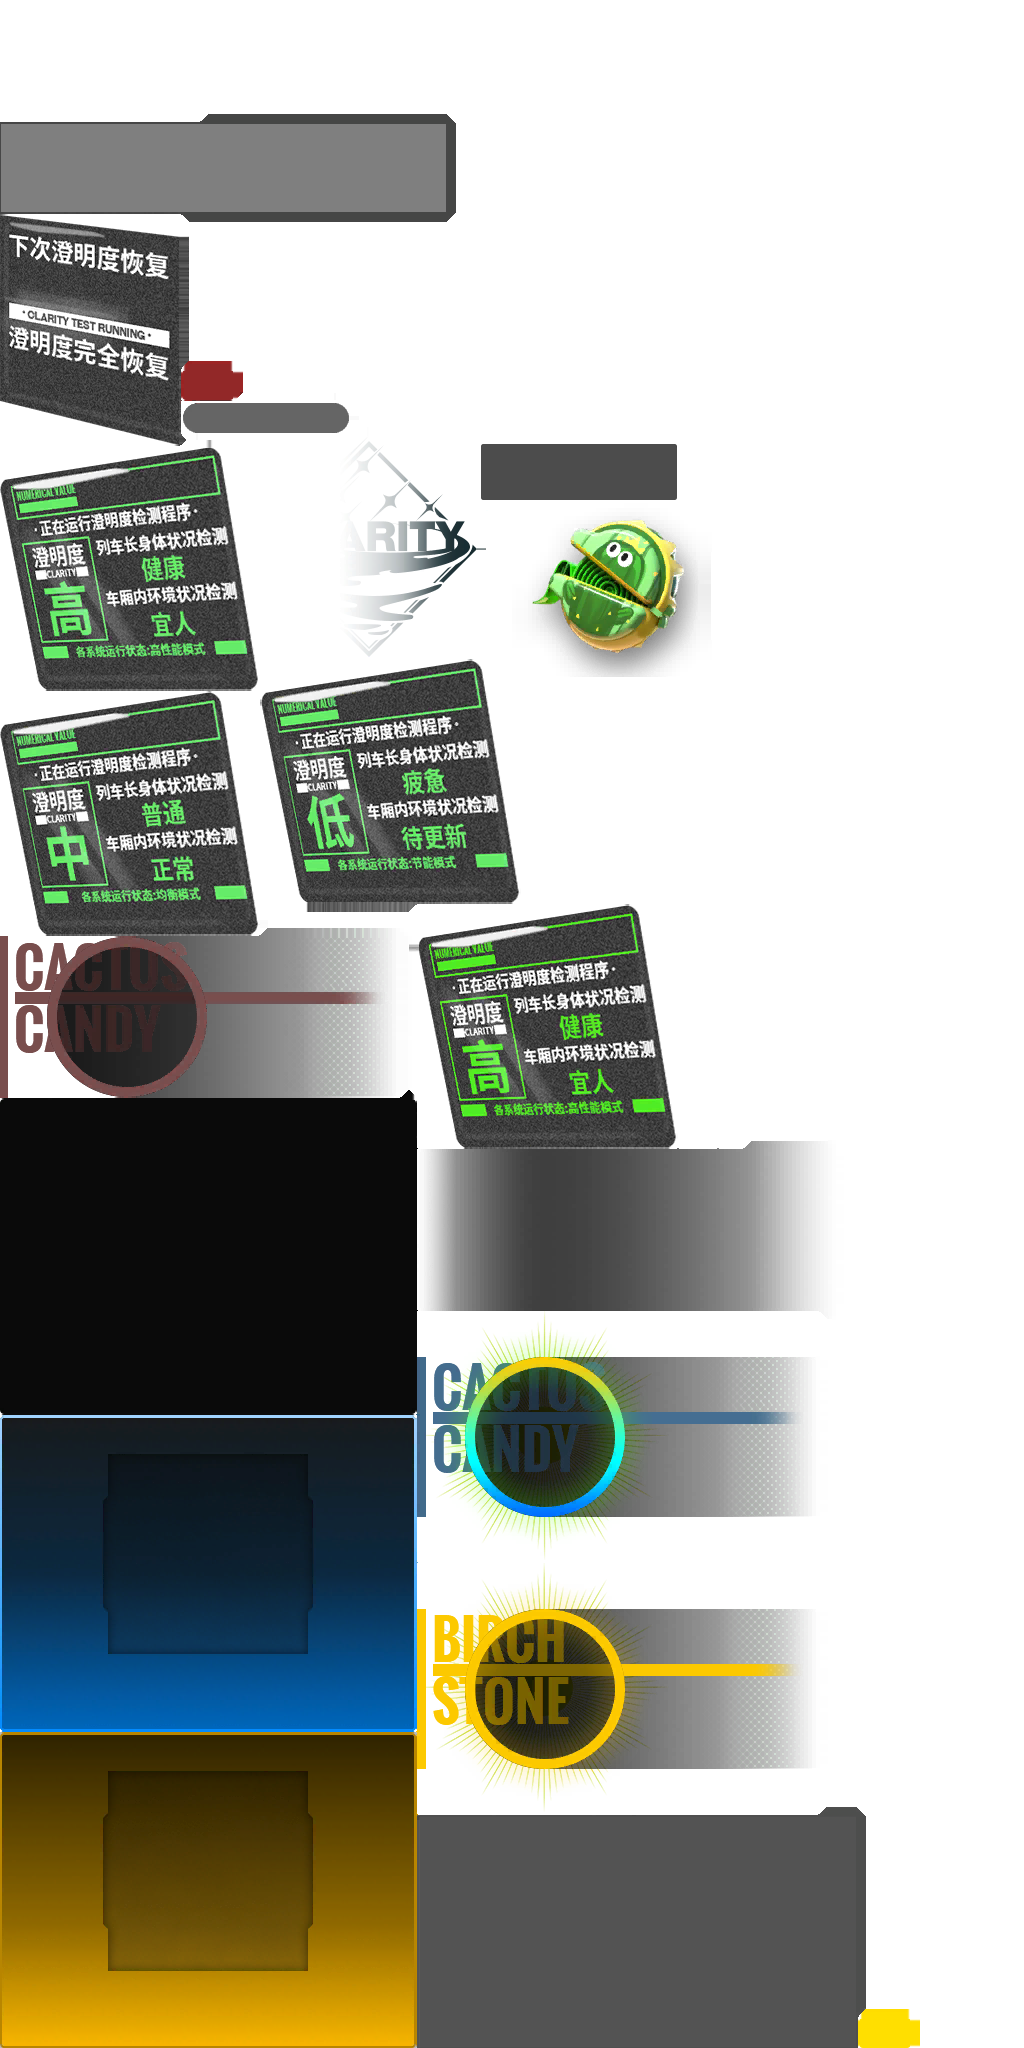 下次澄明度恢复
·CLARITY TEST RUNNING·
澄明度完全恢复
NUMERICAL VALUE
·正在运行澄明度检测程序·
澄明度
CLARITY
高
列车长身体状况检测
健康
车厢内环境状况检测
宜人
各系统运行状态:高性能模式
ARITY
NUMERICAL VALUE
·正在运行澄明度检测程序·
澄明度
CLARITY
中
列车长身体状况检测
普通
车厢内环境状况检测
正常
各系统运行状态:均衡模式
NUMERICAL VALUE
·正在运行澄明度检测程序·
澄明度
CLARITY
低
列车长身体状况检测
疲惫
车厢内环境状况检测
待更新
各系统运行状态:节能模式
CACTUS
CANDY
NUMERICAL VALUE
·正在运行澄明度检测程序·
澄明度
CLARITY
高
列车长身体状况检测
健康
车厢内环境状况检测
宜人
各系统运行状态:高性能模式
CACTUS
CANDY
BIRCH
STONE